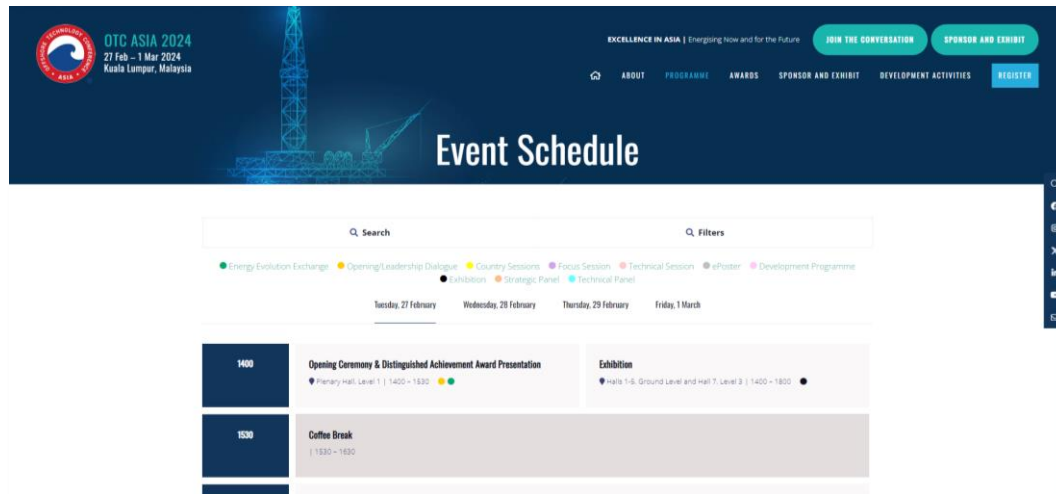 OFFSHORE TECHNOLOGY CONFERENCE
ASIA
OTC ASIA 2024
27 Feb – 1 Mar 2024
Kuala Lumpur, Malaysia
EXCELLENCE IN ASIA | Energising Now and for the Future
JOIN THE CONVERSATION
SPONSOR AND EXHIBIT
ABOUT PROGRAMME AWARDS SPONSOR AND EXHIBIT DEVELOPMENT ACTIVITIES REGISTER
Event Schedule
Search Filters
Energy Evolution Exchange Opening/Leadership Dialogue Country Sessions Focus Session Technical Session ePoster Development Programme
Exhibition Strategic Panel Technical Panel
Tuesday, 27 February Wednesday, 28 February Thursday, 29 February Friday, 1 March
1400
Opening Ceremony & Distinguished Achievement Award Presentation
Plenary Hall, Level 1 | 1400 – 1530
Exhibition
Halls 1-5, Ground Level and Hall 7, Level 3 | 1400 – 1800
1530
Coffee Break
| 1530 – 1630